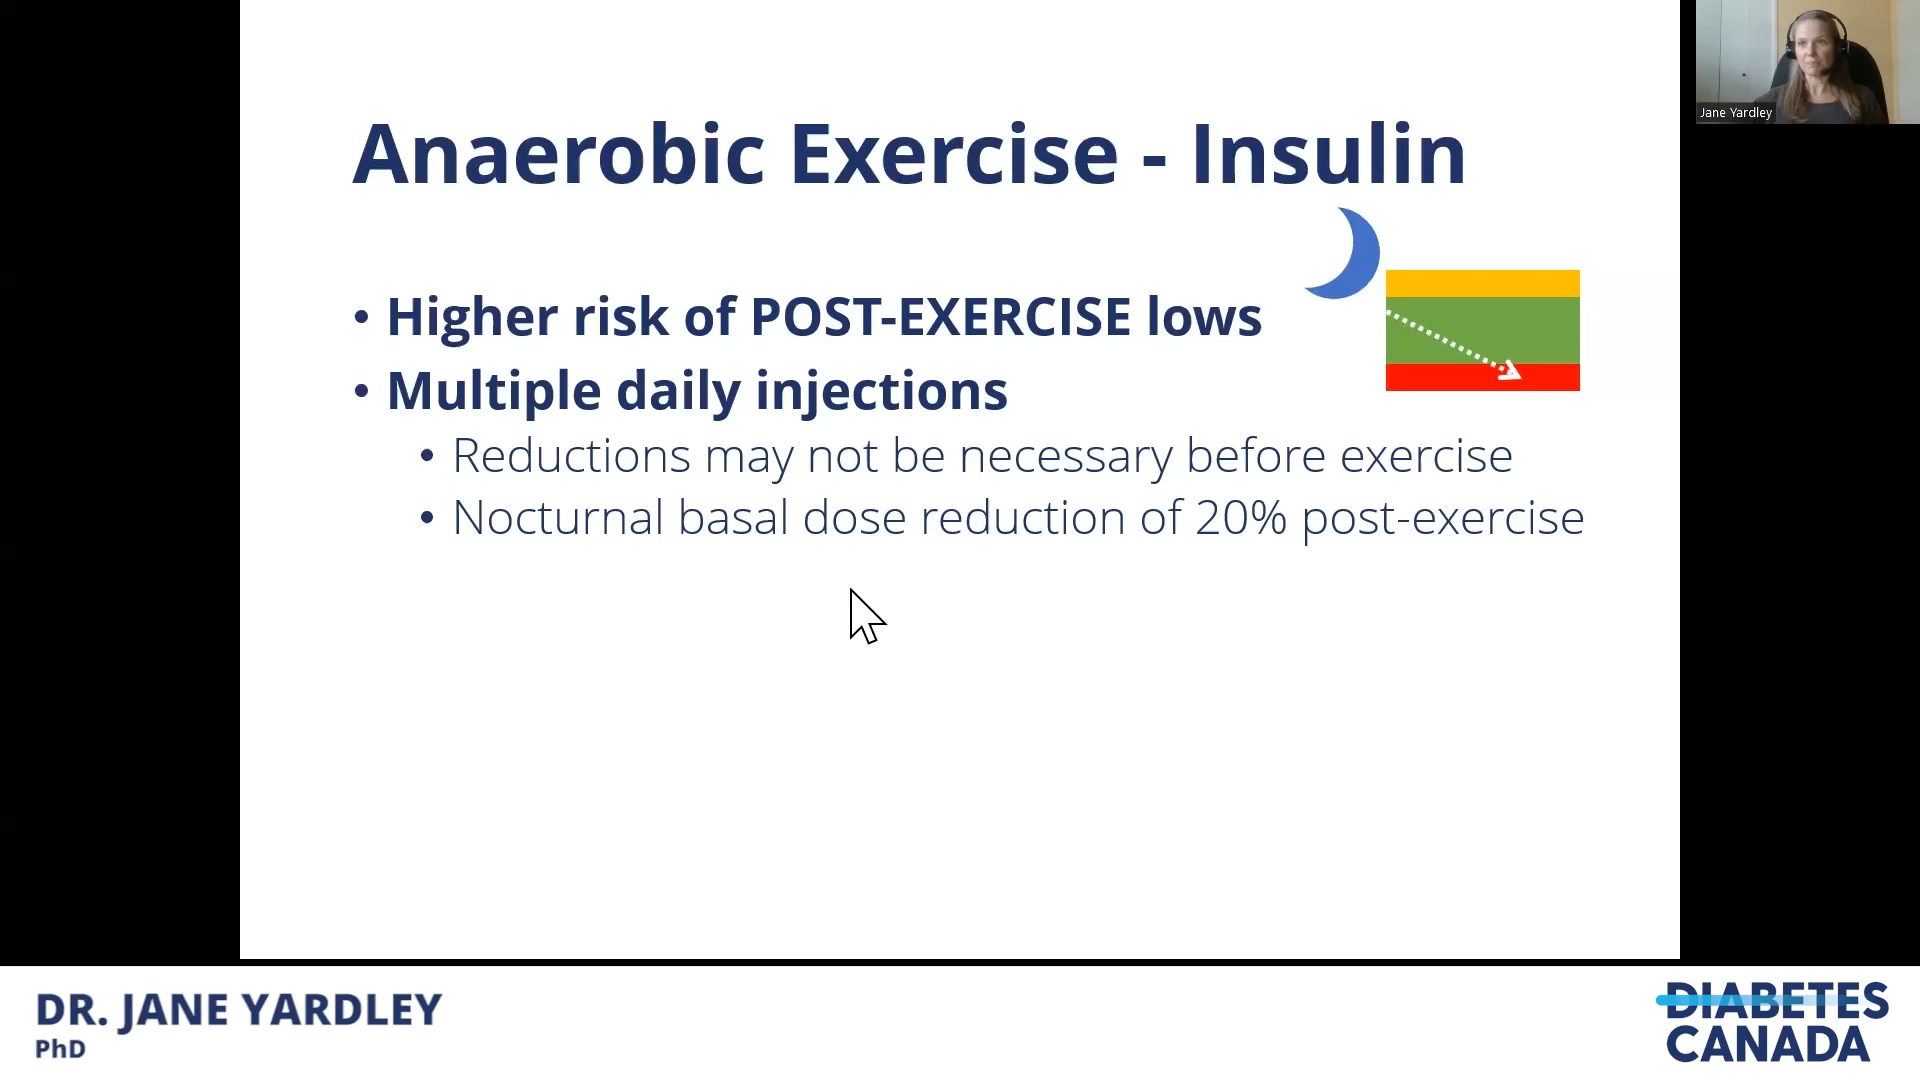 Anaerobic Exercise - Insulin
• Higher risk of POST-EXERCISE lows
• Multiple daily injections
• Reductions may not be necessary before exercise
• Nocturnal basal dose reduction of 20% post-exercise
Jane Yardley
DR. JANE YARDLEY
PhD
DIABETES
CANADA